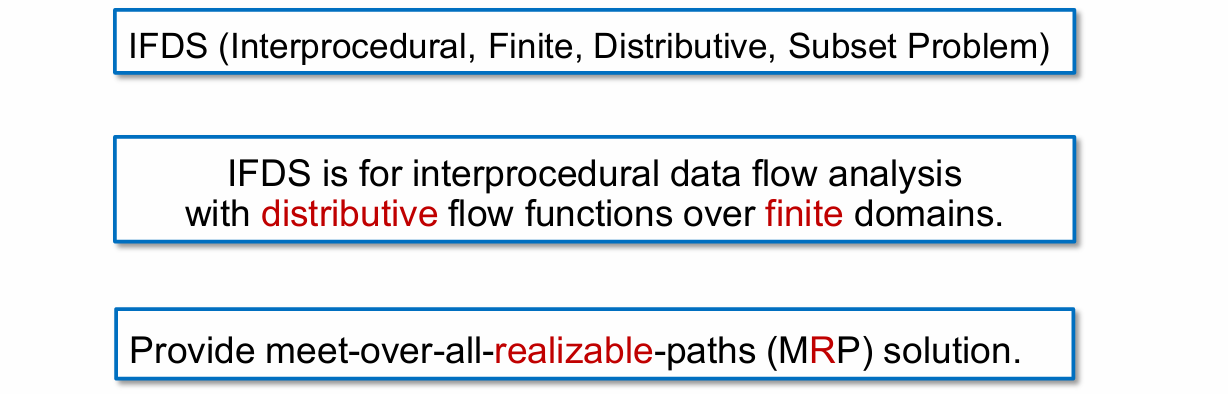 IFDS (Interprocedural, Finite, Distributive, Subset Problem)
IFDS is for interprocedural data flow analysis
with distributive flow functions over finite domains.
Provide meet-over-all-realizable-paths (MRP) solution.